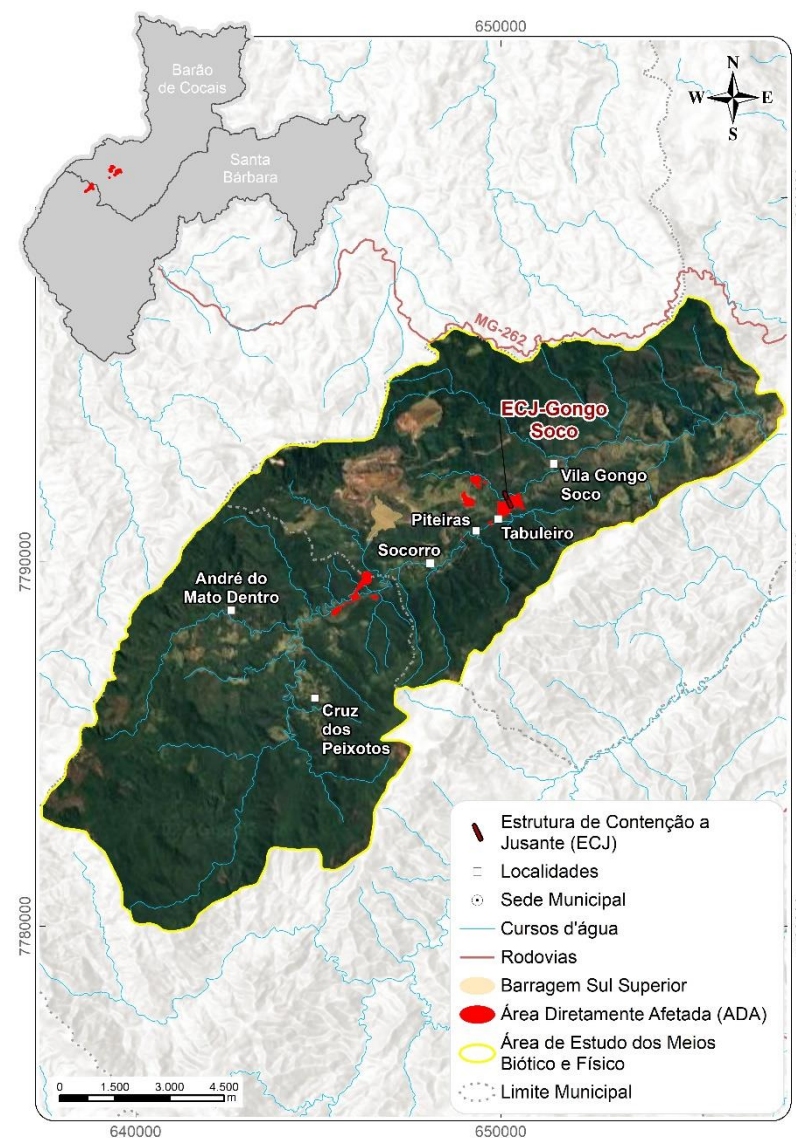 650000
Barão
de Cocais
Santa
Bárbara
N
W
E
S
MG-262
ECJ-Gongo
Soco
Vila Gongo
Soco
Piteiras
Tabuleiro
Socorro
7790000
André do
Mato Dentro
Cruz
dos
Peixotos
Estrutura de Contenção a
Jusante (ECJ)
Localidades
Sede Municipal
Cursos d'água
Rodovias
Barragem Sul Superior
Área Diretamente Afetada (ADA)
Área de Estudo dos Meios
Biótico e Físico
Limite Municipal
7780000
0 1.500 3.000 4.500
m
640000
650000